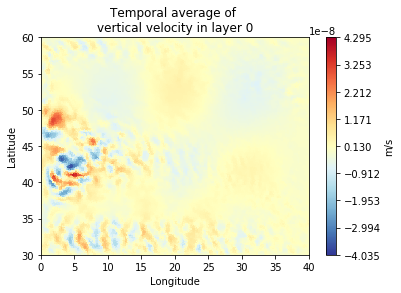 Temporal average of
vertical velocity in layer 0
1e−8
60
55
50
45
40
35
30
Latitude
0 5 10 15 20 25 30 35 40
Longitude
4.295
3.253
2.212
1.171
0.130
−0.912
−1.953
−2.994
−4.035
m/s